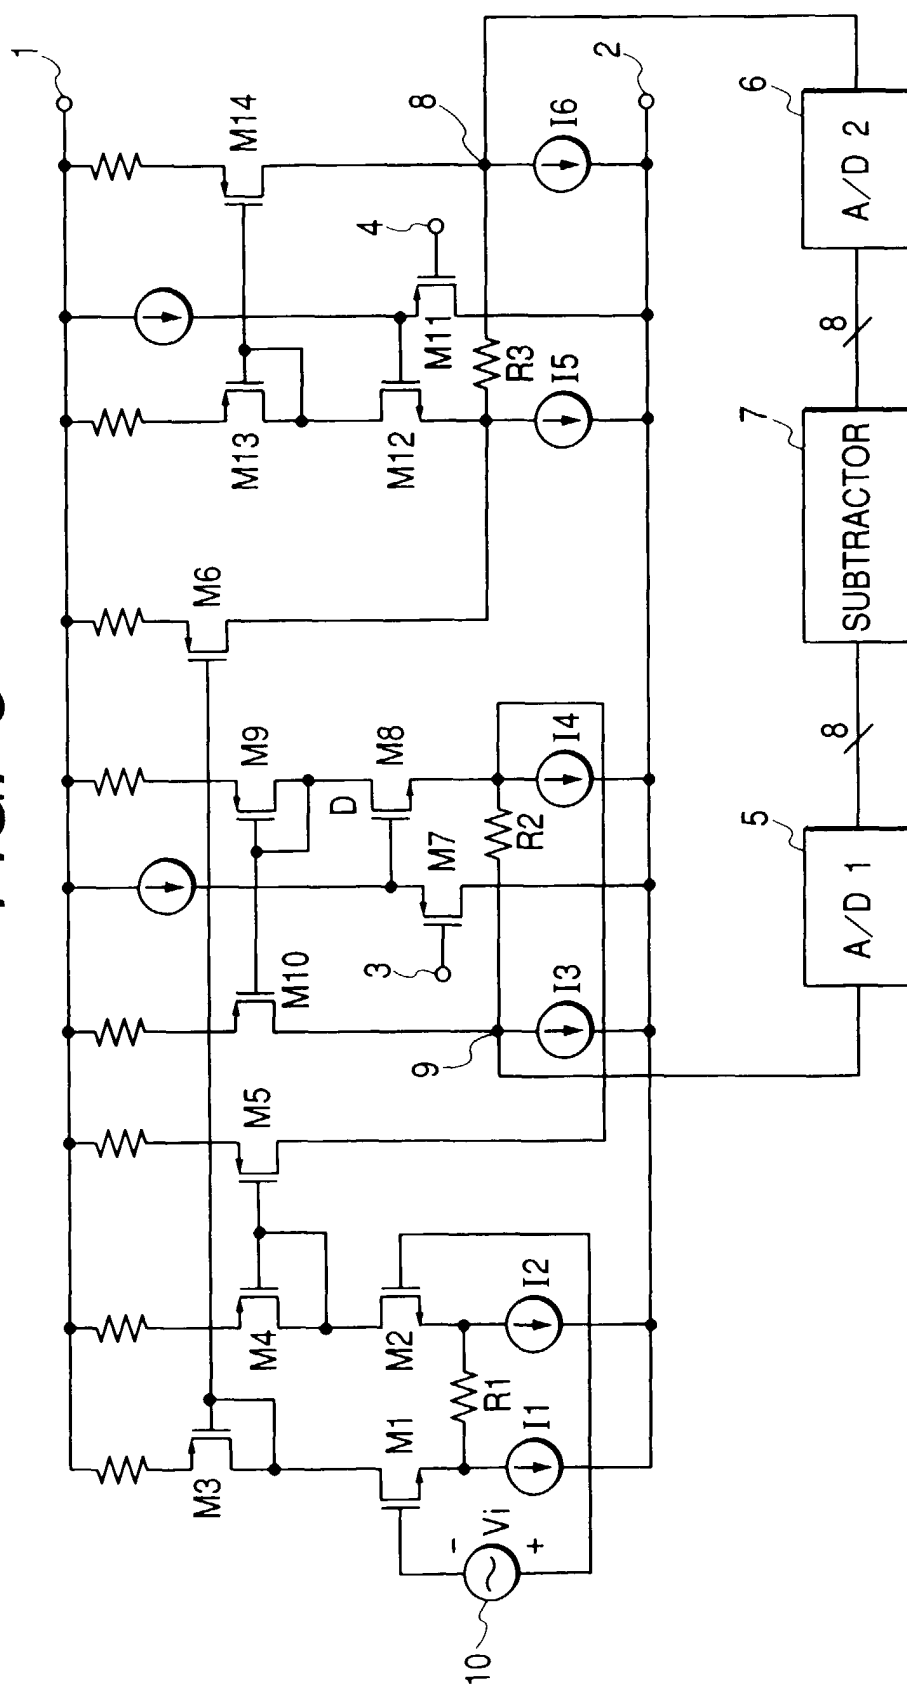 1
M3
M4
M5
M10
M9
M6
M13
M14
D
M1
M2
M7
M8
M12
M11
3
4
8
9
10
-
Vi
+
R1
R2
R3
I1
I2
I3
I4
I5
I6
2
5
7
6
A/D 1
8
SUBTRACTOR
8
A/D 2